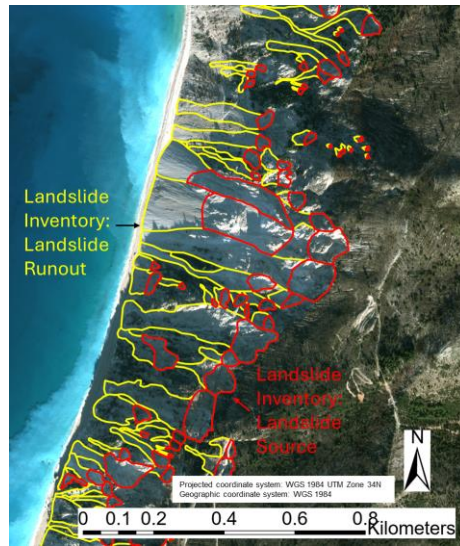 Landslide
Inventory:
Landslide
Runout
Landslide
Inventory:
Landslide
Source
N
Projected coordinate system: WGS 1984 UTM Zone 34N
Geographic coordinate system: WGS 1984
0 0.1 0.2 0.4 0.6 0.8
Kilometers